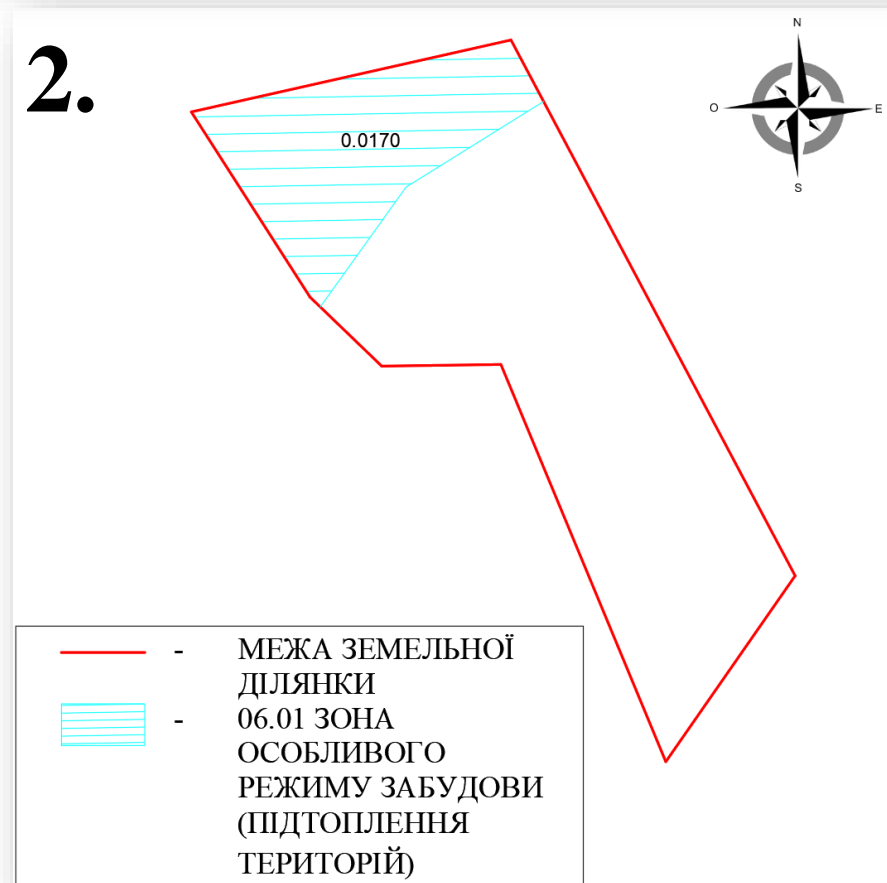 2.
N
O
E
S
0.0170
- МЕЖА ЗЕМЕЛЬНОЇ
ДІЛЯНКИ
- 06.01 ЗОНА
ОСОБЛИВОГО
РЕЖИМУ ЗАБУДОВИ
(ПІДТОПЛЕННЯ
ТЕРИТОРІЙ)